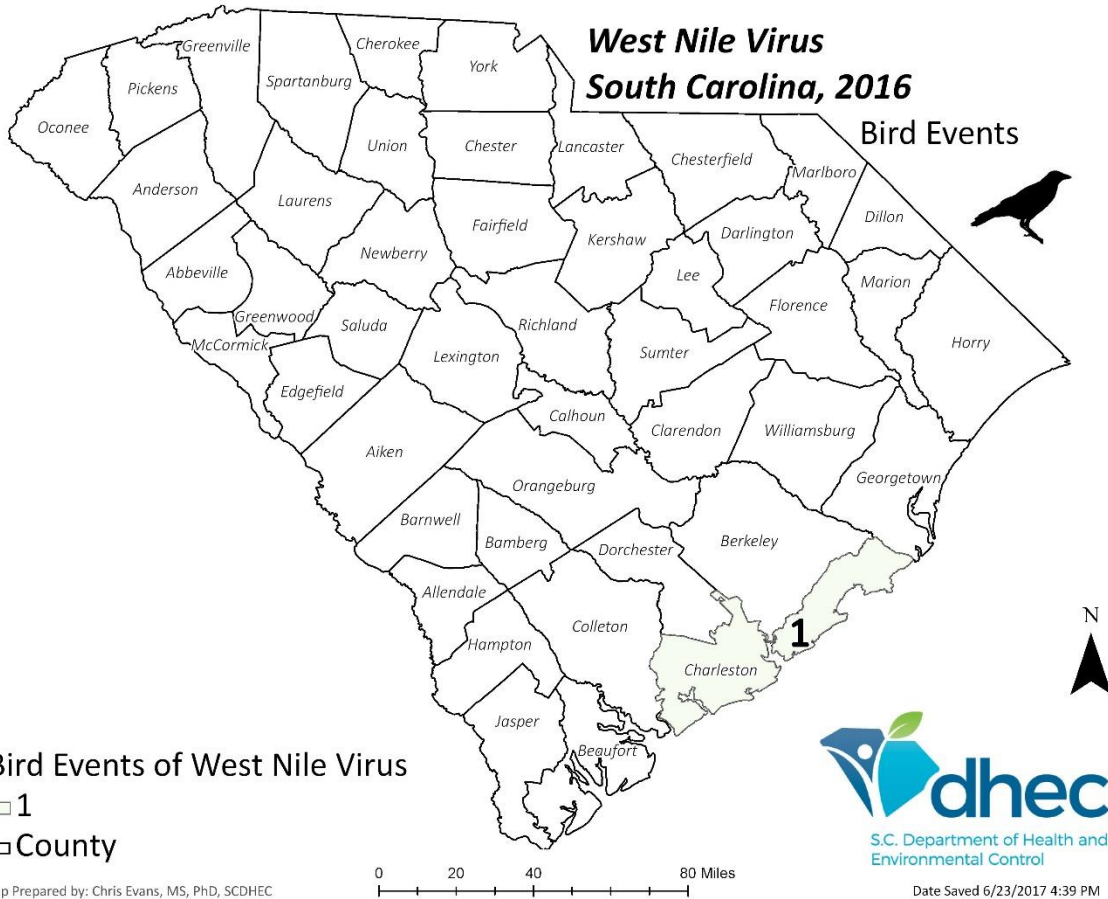 West Nile Virus
South Carolina, 2016
Bird Events
Cherokee
Greenville
York
Spartanburg
Pickens
Oconee
Union
Chester
Lancaster
Chesterfield
Marlboro
Anderson
Laurens
Dillon
Fairfield
Darlington
Kershaw
Newberry
Abbeville
Lee
Marion
Florence
Greenwood
Saluda
Richland
McCormick
Lexington
Sumter
Horry
Edgefield
Calhoun
Clarendon
Williamsburg
Aiken
Georgetown
Orangeburg
Barnwell
Bamberg
Dorchester
Berkeley
Allendale
Colleton
Hampton
1
Charleston
N
Jasper
Beaufort
Bird Events of West Nile Virus
1
County
dhec
S.C. Department of Health and
Environmental Control
p Prepared by: Chris Evans, MS, PhD, SCDHEC
0 20 40 80 Miles
Date Saved 6/23/2017 4:39 PM